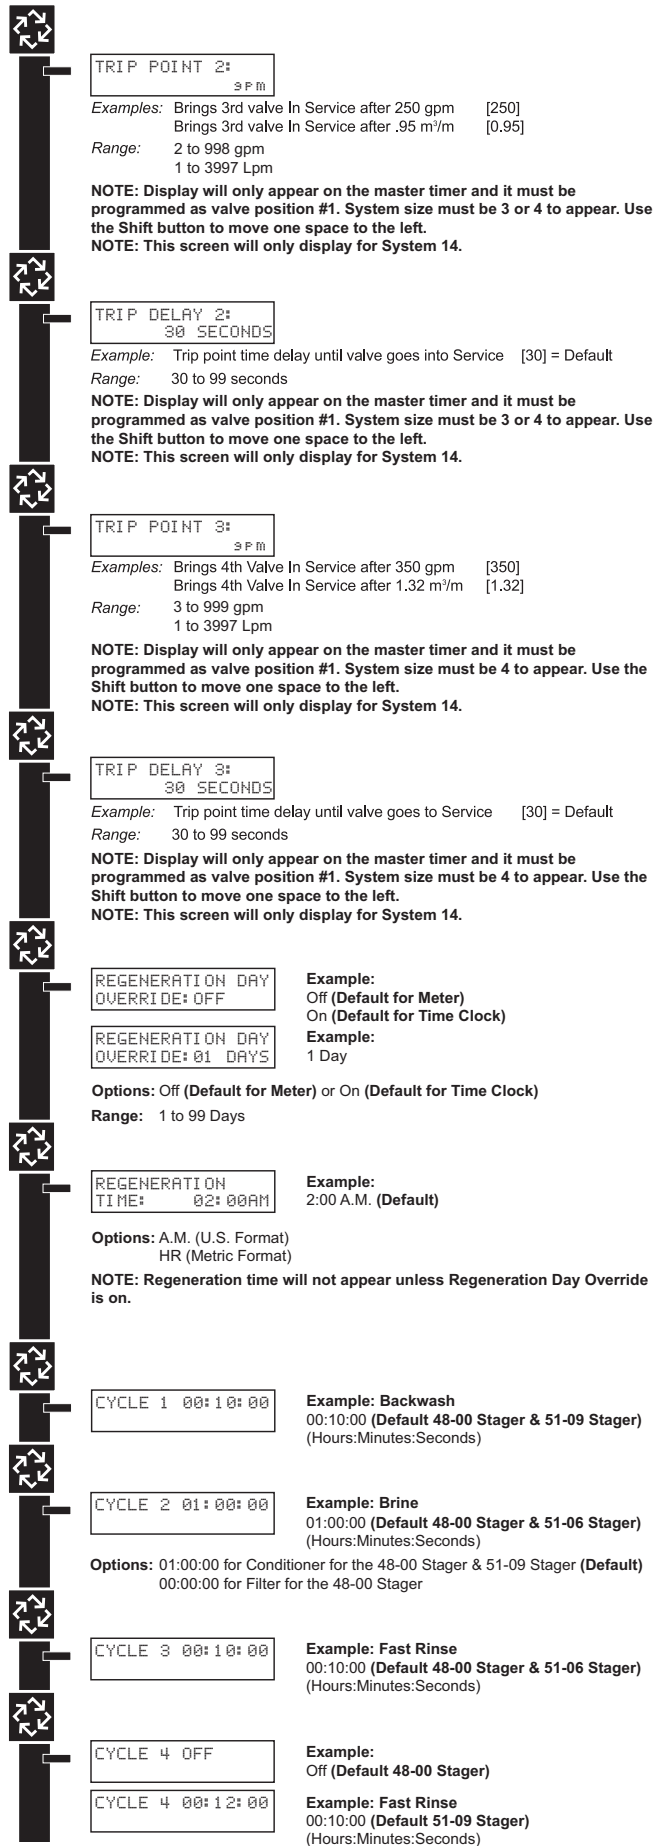 TRIP POINT 2:
gpm
Examples: Brings 3rd valve In Service after 250 gpm [250]
Brings 3rd valve In Service after .95 m³/m [0.95]
Range: 2 to 998 gpm
1 to 3997 Lpm
NOTE: Display will only appear on the master timer and it must be
programmed as valve position #1. System size must be 3 or 4 to appear. Use
the Shift button to move one space to the left.
NOTE: This screen will only display for System 14.
TRIP DELAY 2:
30 SECONDS
Example: Trip point time delay until valve goes into Service [30] = Default
Range: 30 to 99 seconds
NOTE: Display will only appear on the master timer and it must be
programmed as valve position #1. System size must be 3 or 4 to appear. Use
the Shift button to move one space to the left.
NOTE: This screen will only display for System 14.
TRIP POINT 3:
gpm
Examples: Brings 4th Valve In Service after 350 gpm [350]
Brings 4th Valve In Service after 1.32 m³/m [1.32]
Range: 3 to 999 gpm
1 to 3997 Lpm
NOTE: Display will only appear on the master timer and it must be
programmed as valve position #1. System size must be 4 to appear. Use the
Shift button to move one space to the left.
NOTE: This screen will only display for System 14.
TRIP DELAY 3:
30 SECONDS
Example: Trip point time delay until valve goes to Service [30] = Default
Range: 30 to 99 seconds
NOTE: Display will only appear on the master timer and it must be
programmed as valve position #1. System size must be 4 to appear. Use the
Shift button to move one space to the left.
NOTE: This screen will only display for System 14.
REGENERATION DAY
OVERRIDE:OFF
Example:
Off (Default for Meter)
On (Default for Time Clock)
REGENERATION DAY
OVERRIDE:01 DAYS
Example:
1 Day
Options: Off (Default for Meter) or On (Default for Time Clock)
Range: 1 to 99 Days
REGENERATION
TIME: 02:00AM
Example:
2:00 A.M. (Default)
Options: A.M. (U.S. Format)
HR (Metric Format)
NOTE: Regeneration time will not appear unless Regeneration Day Override
is on.
CYCLE 1 00:10:00
Example: Backwash
00:10:00 (Default 48-00 Stager & 51-09 Stager)
(Hours:Minutes:Seconds)
CYCLE 2 01:00:00
Example: Brine
01:00:00 (Default 48-00 Stager & 51-06 Stager)
(Hours:Minutes:Seconds)
Options: 01:00:00 for Conditioner for the 48-00 Stager & 51-09 Stager (Default)
00:00:00 for Filter for the 48-00 Stager
CYCLE 3 00:10:00
Example: Fast Rinse
00:10:00 (Default 48-00 Stager & 51-06 Stager)
(Hours:Minutes:Seconds)
CYCLE 4 OFF
Example:
Off (Default 48-00 Stager)
CYCLE 4 00:12:00
Example: Fast Rinse
00:10:00 (Default 51-09 Stager)
(Hours:Minutes:Seconds)